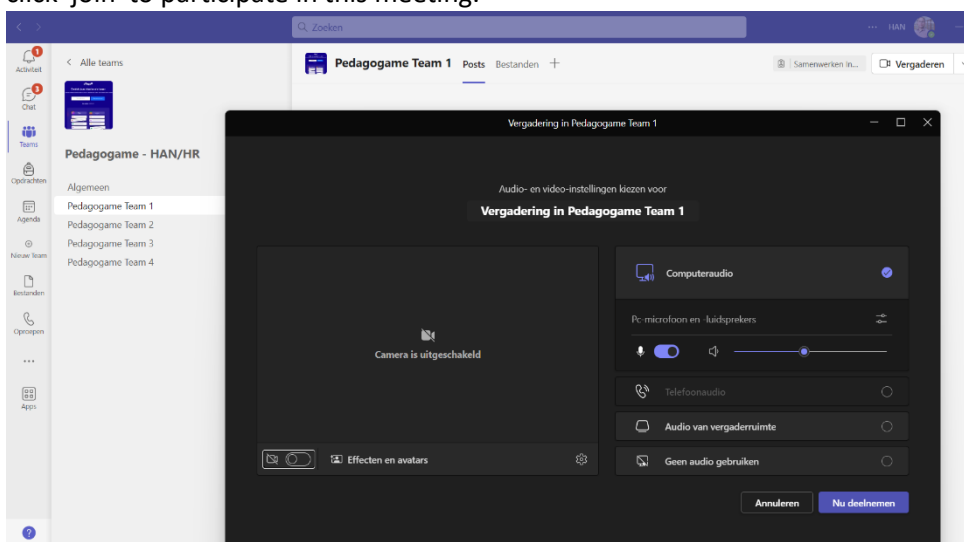 click 'join' to participate in this meeting.
Zoeken
HAN
Activiteit
Chat
Teams
Opdrachten
Agenda
Nieuw Team
Bestanden
Oproepen
Apps
Alle teams
Pedagogame - HAN/HR
Algemeen
Pedagogame Team 1
Pedagogame Team 2
Pedagogame Team 3
Pedagogame Team 4
Pedagogame Team 1 Posts Bestanden
Samenwerken in... Vergaderen
Vergadering in Pedagogame Team 1
Audio- en video-instellingen kiezen voor
Vergadering in Pedagogame Team 1
Camera is uitgeschakeld
Effecten en avatars
Computeraudio
Pc-microfoon en -luidsprekers
Telefoonaudio
Audio van vergaderruimte
Geen audio gebruiken
Annuleren Nu deelnemen